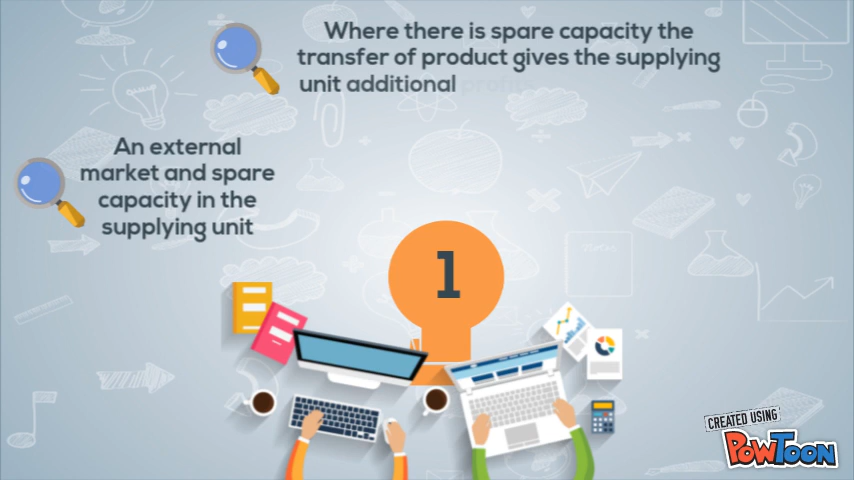 Where there is spare capacity the
transfer of product gives the supplying
unit additional profit
An external
market and spare
capacity in the
supplying unit
1
CREATED USING
POWTOON